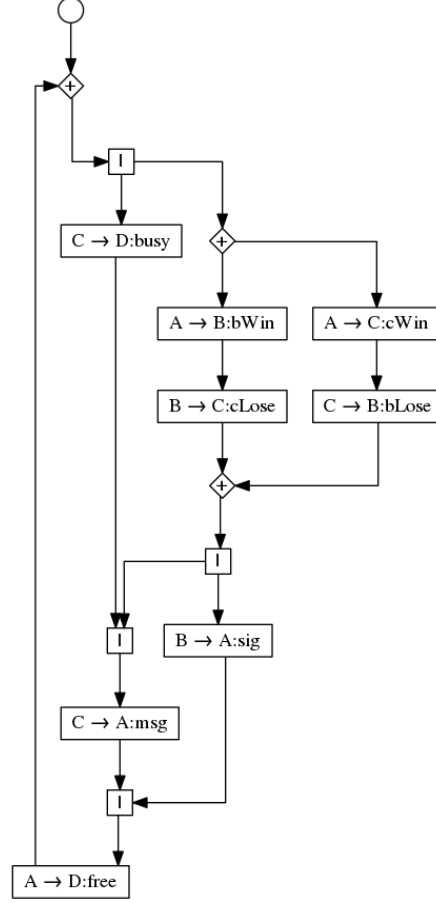 +
|
C → D:busy
+
A → B:bWin
A → C:cWin
B → C:cLose
C → B:bLose
+
|
|
B → A:sig
C → A:msg
|
A → D:free